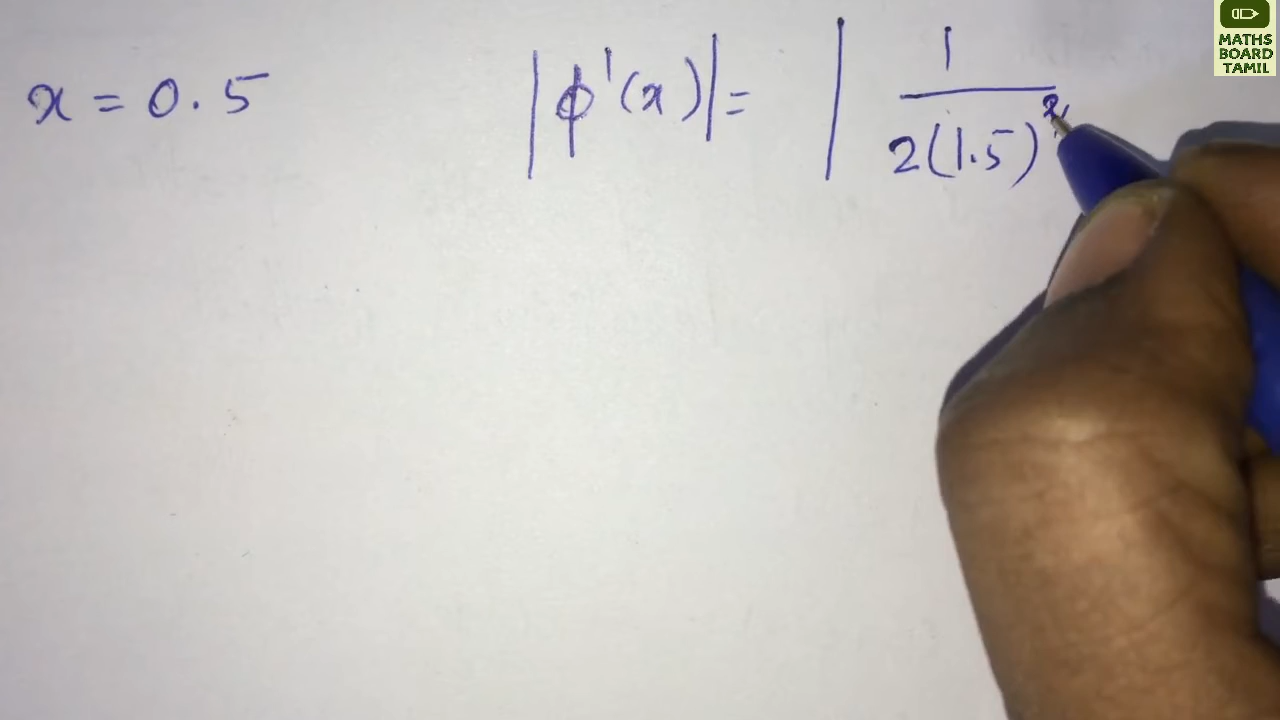 x = 0.5
|ϕ'(x)| = | 1 / 2(1.5)
MATHS
BOARD
TAMIL